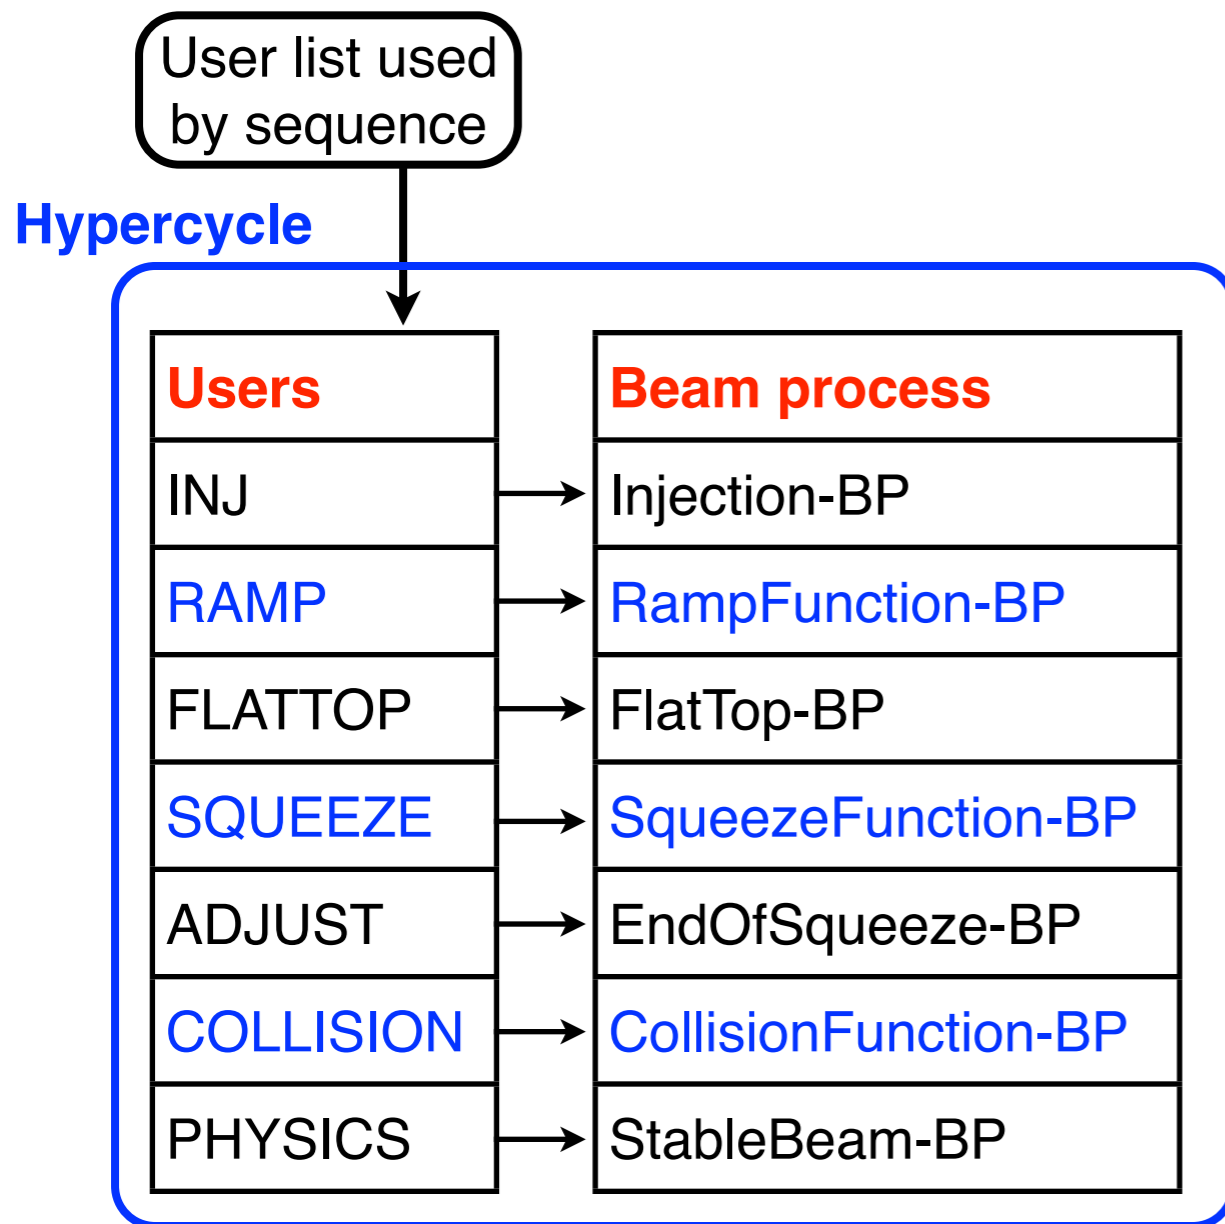 User list used
by sequence
Hypercycle
Users Beam process
INJ Injection-BP
RAMP RampFunction-BP
FLATTOP FlatTop-BP
SQUEEZE SqueezeFunction-BP
ADJUST EndOfSqueeze-BP
COLLISION CollisionFunction-BP
PHYSICS StableBeam-BP